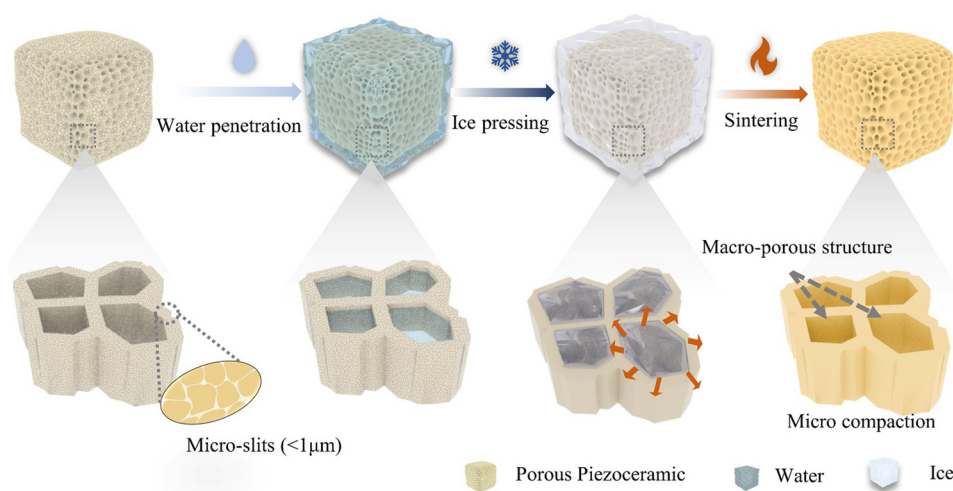 Water penetration
Ice pressing
Sintering
Macro-porous structure
Micro-slits (<1μm)
Micro compaction
Porous Piezoceramic
Water
Ice